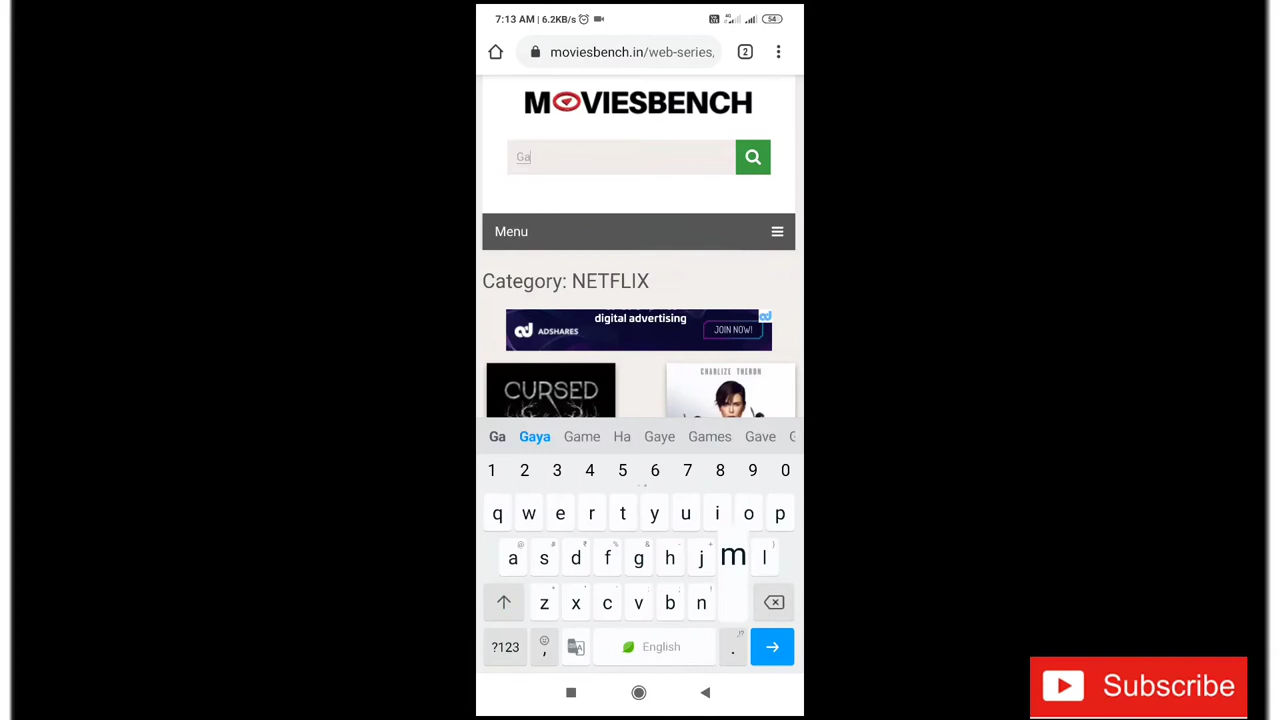 7:13 AM | 6.2KB/s 4G 54
moviesbench.in/web-series, 2
MOVIESBENCH
Ga
Menu
Category: NETFLIX
digital advertising
ADSHARES JOIN NOW!
CURSED
CHARLIZE THERON
Ga Gaya Game Ha Gaye Games Gave
1 2 3 4 5 6 7 8 9 0
q w e r t y u i o p
a s d f g h j m l
z x c v b n
?123 , English .
Subscribe